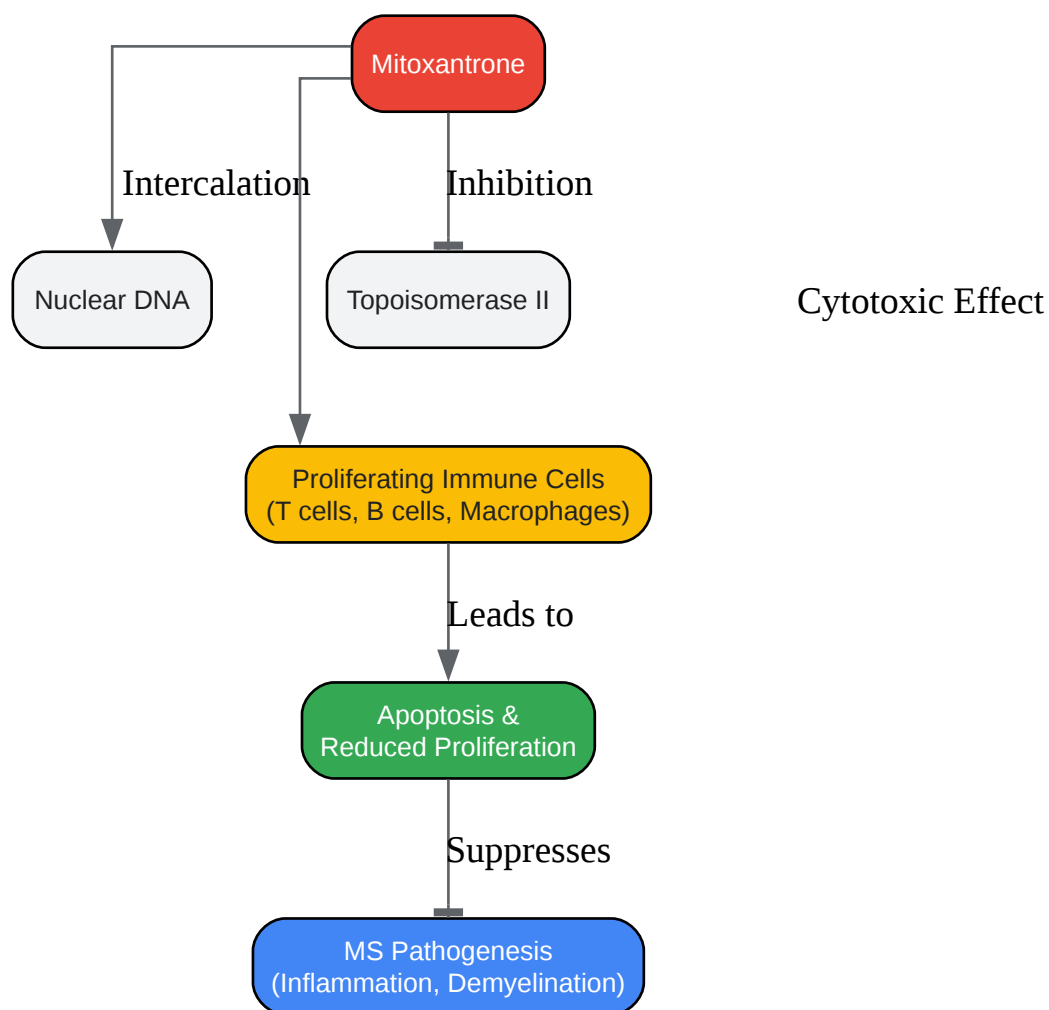 Mitoxantrone
Intercalation
Inhibition
Nuclear DNA
Topoisomerase II
Cytotoxic Effect
Proliferating Immune Cells
(T cells, B cells, Macrophages)
Leads to
Apoptosis &
Reduced Proliferation
Suppresses
MS Pathogenesis
(Inflammation, Demyelination)